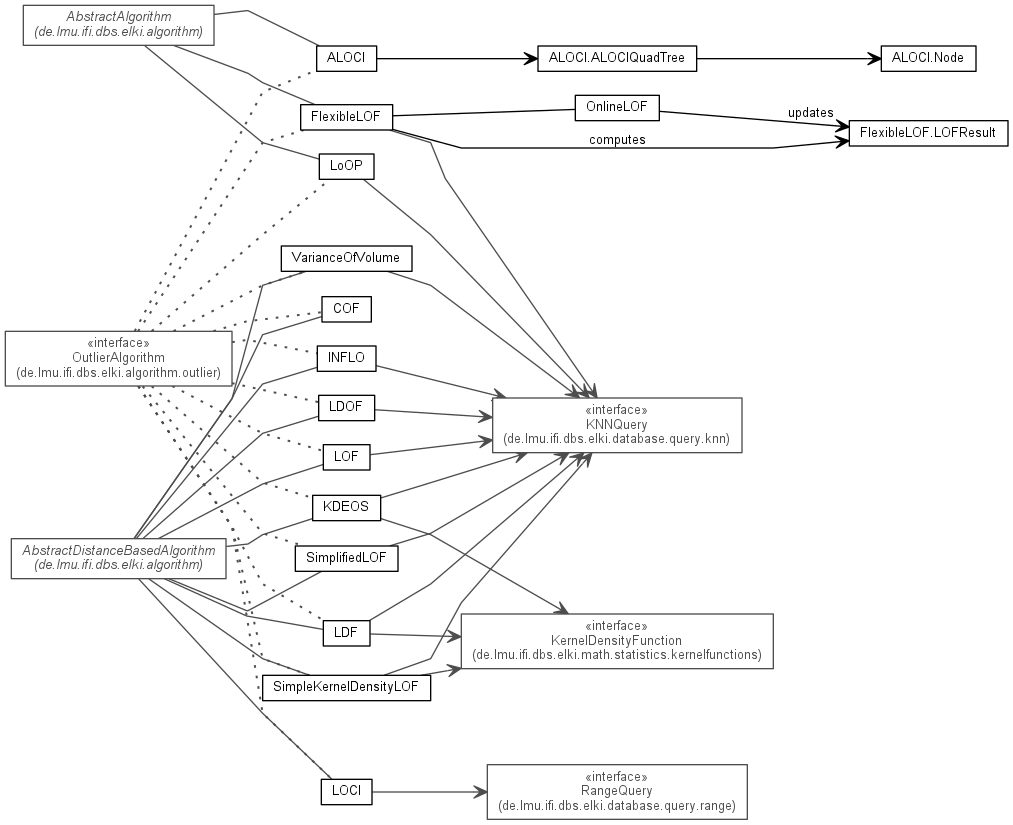 AbstractAlgorithm
(de.lmu.ifi.dbs.elki.algorithm)
ALOCI
ALOCI.ALOCIQuadTree
ALOCI.Node
FlexibleLOF
OnlineLOF
updates
FlexibleLOF.LOFResult
computes
LoOP
VarianceOfVolume
COF
«interface»
OutlierAlgorithm
(de.lmu.ifi.dbs.elki.algorithm.outlier)
INFLO
LDOF
«interface»
KNNQuery
(de.lmu.ifi.dbs.elki.database.query.knn)
LOF
KDEOS
AbstractDistanceBasedAlgorithm
(de.lmu.ifi.dbs.elki.algorithm)
SimplifiedLOF
LDF
«interface»
KernelDensityFunction
(de.lmu.ifi.dbs.elki.math.statistics.kernelfunctions)
SimpleKernelDensityLOF
LOCI
«interface»
RangeQuery
(de.lmu.ifi.dbs.elki.database.query.range)